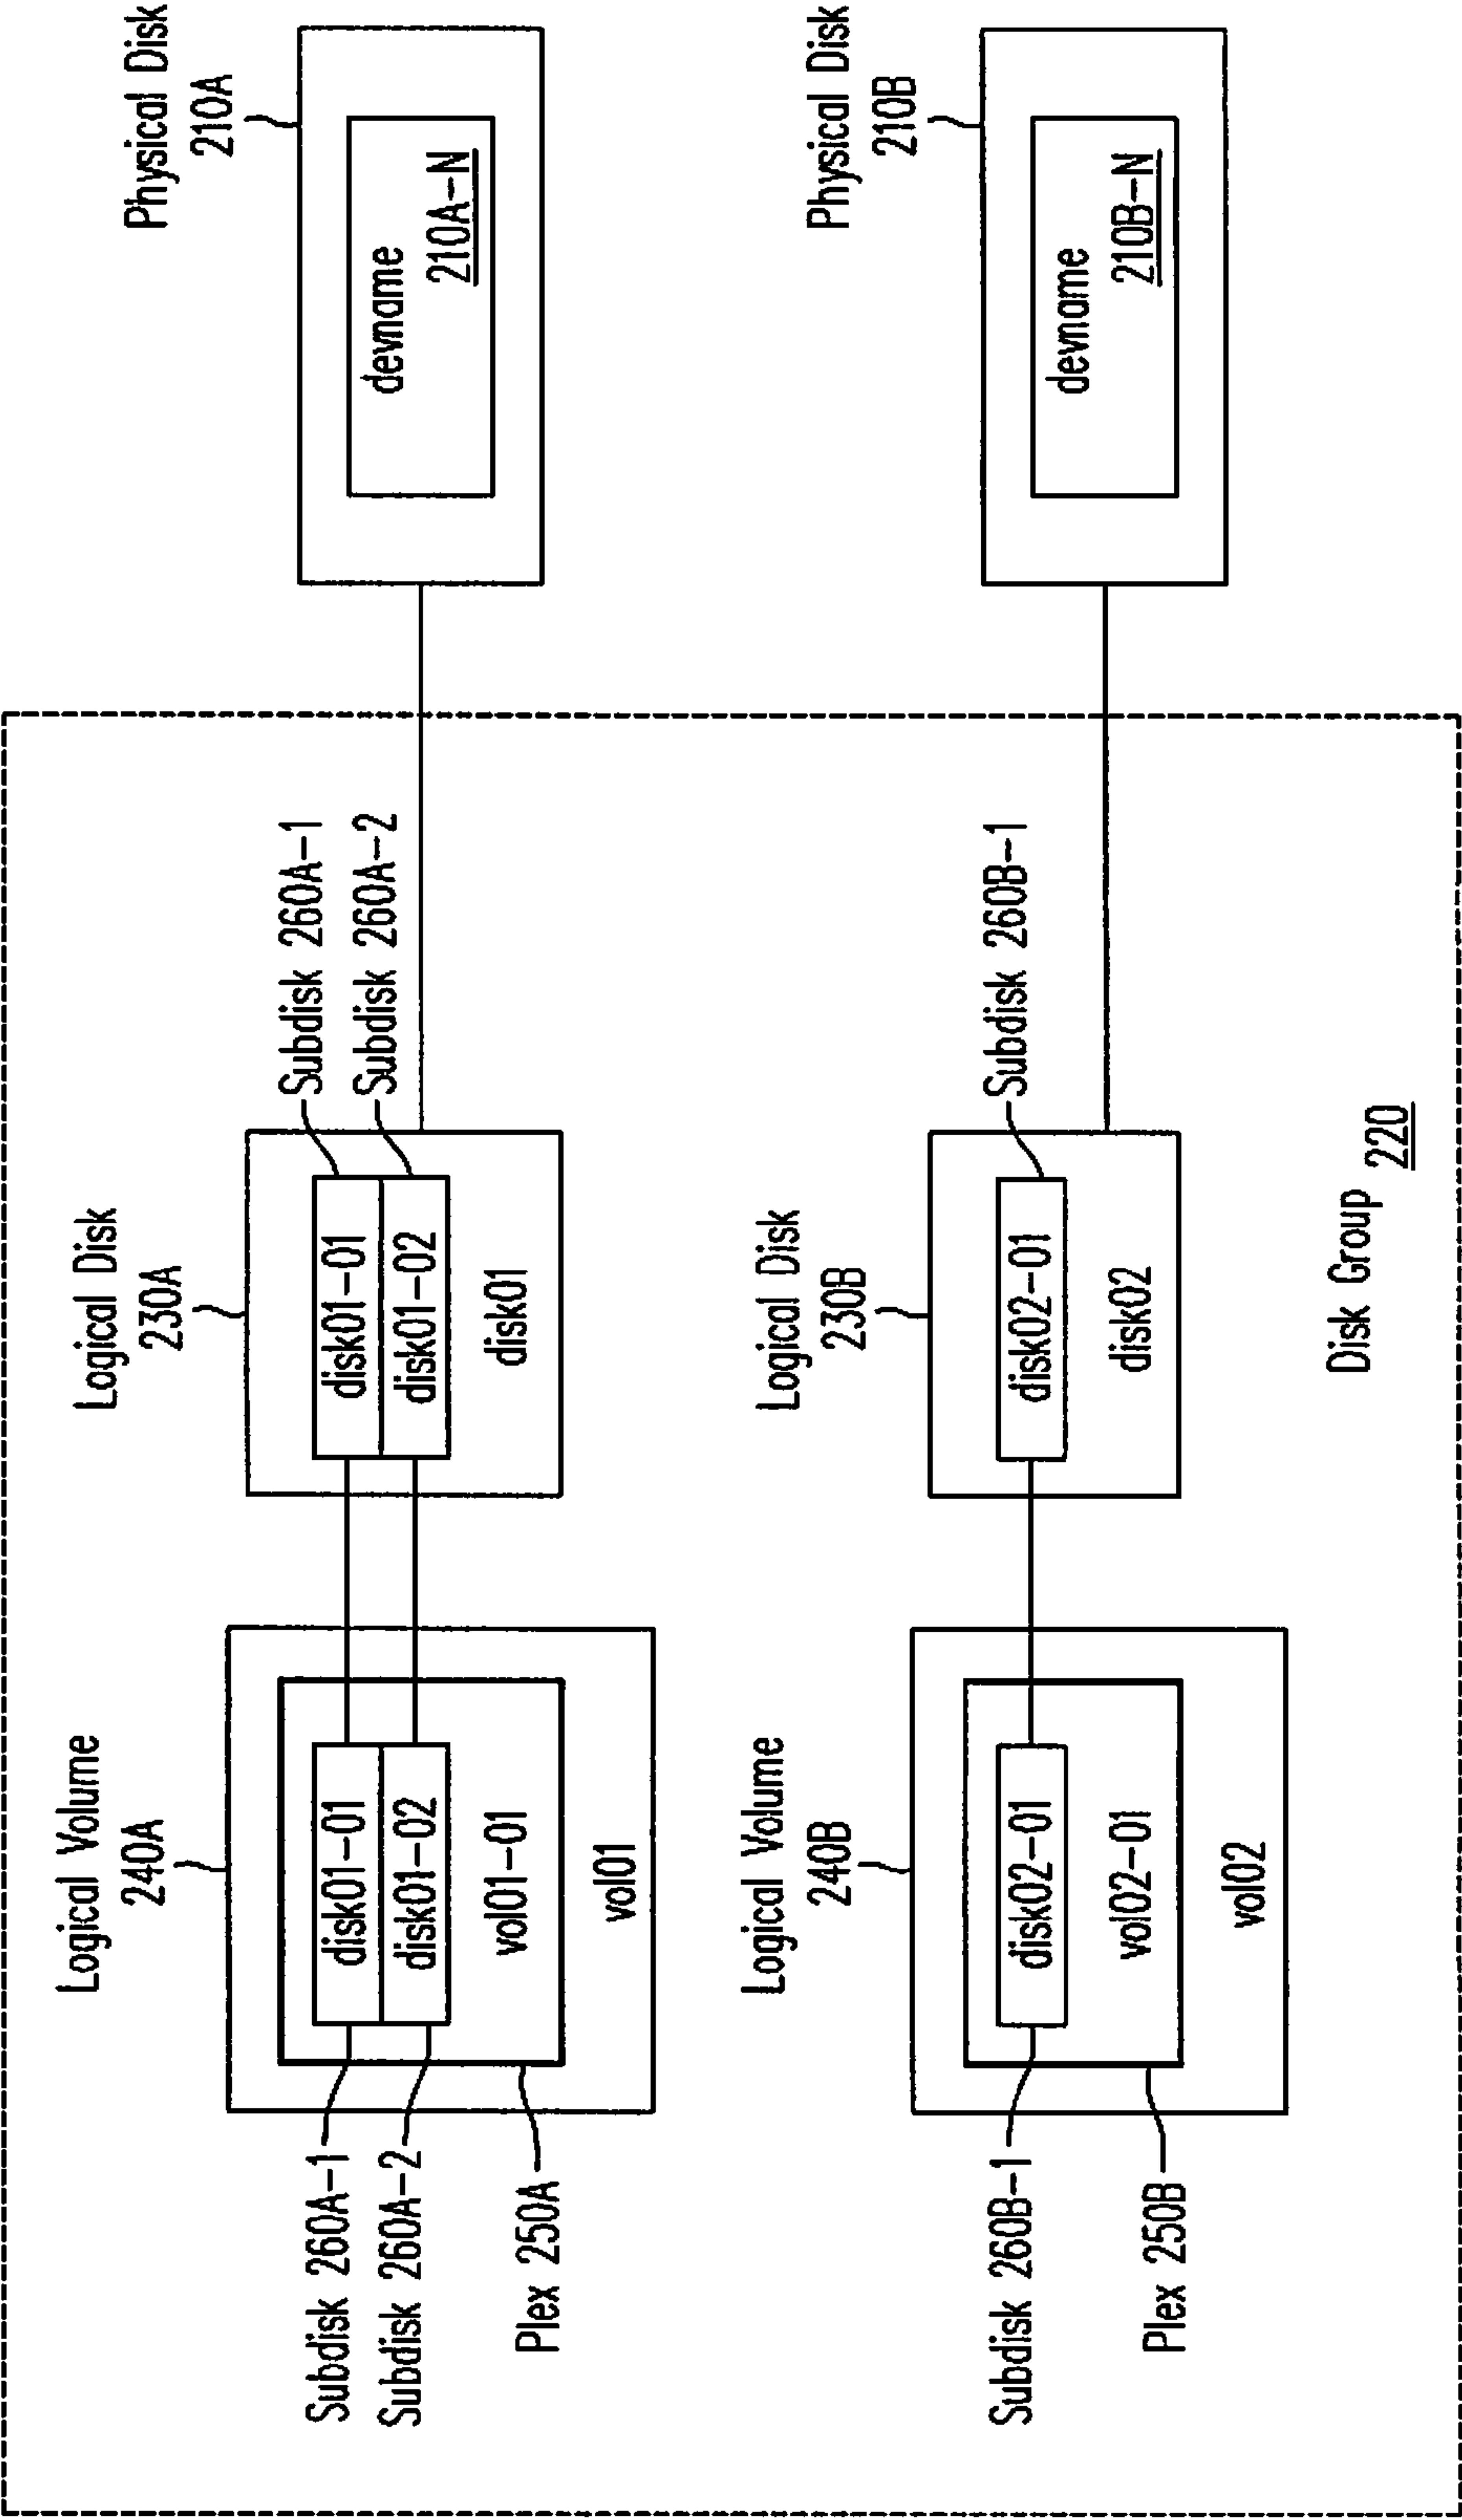 Logical Volume
240A
Subdisk 260A-1
Subdisk 260A-2
Plex 250A
disk01-01
disk01-02
vol01-01
vol01
Logical Disk
230A
disk01-01
disk01-02
disk01
Subdisk 260A-1
Subdisk 260A-2
Physical Disk
210A
devname
210A-N
Logical Volume
240B
Subdisk 260B-1
Plex 250B
disk02-01
vol02-01
vol02
Logical Disk
230B
disk02-01
disk02
Subdisk 260B-1
Physical Disk
210B
devname
210B-N
Disk Group 220